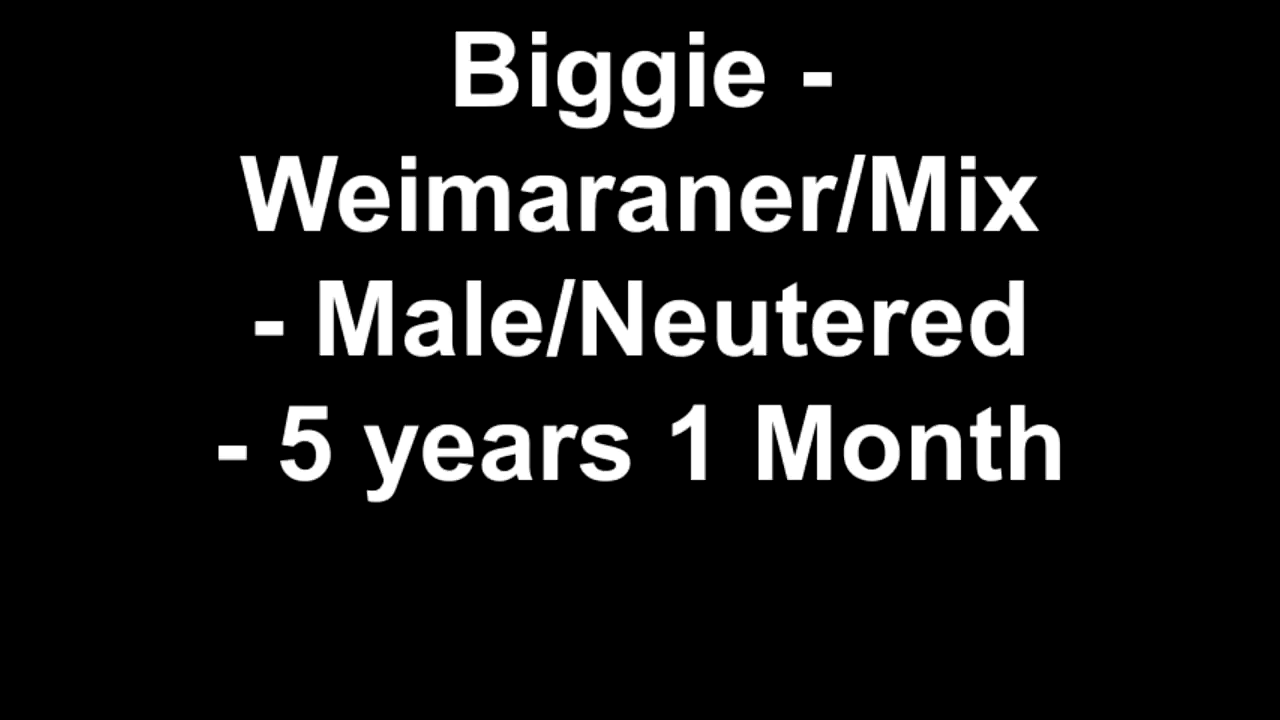 Biggie -
Weimaraner/Mix
- Male/Neutered
- 5 years 1 Month